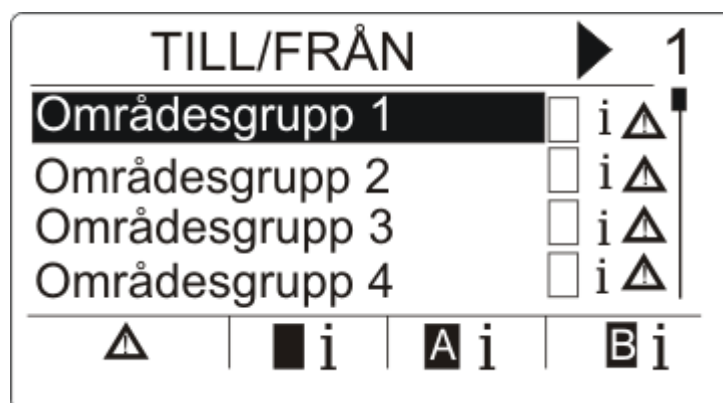 TILL/FRÅN 1
Områdesgrupp 1 i
Områdesgrupp 2 i
Områdesgrupp 3 i
Områdesgrupp 4 i
i A i B i